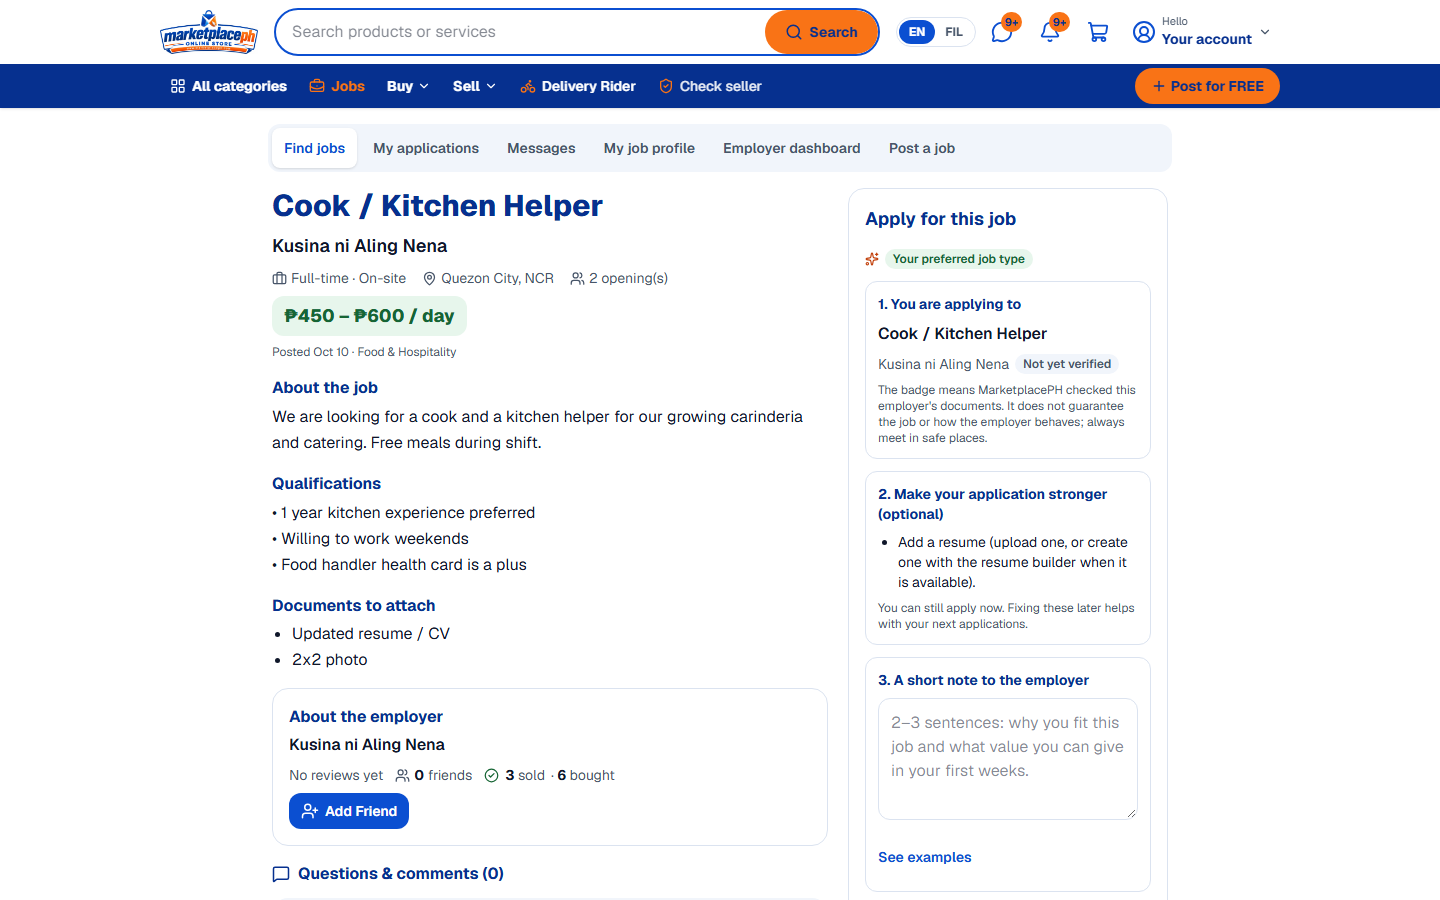 marketplaceph
ONLINE STORE
Search products or services
Search
EN
FIL
9+
9+
Hello
Your account
All categories
Jobs
Buy
Sell
Delivery Rider
Check seller
+ Post for FREE
Find jobs
My applications
Messages
My job profile
Employer dashboard
Post a job
Cook / Kitchen Helper
Kusina ni Aling Nena
Full-time · On-site
Quezon City, NCR
2 opening(s)
₱450 – ₱600 / day
Posted Oct 10 · Food & Hospitality
About the job
We are looking for a cook and a kitchen helper for our growing carinderia
and catering. Free meals during shift.
Qualifications
• 1 year kitchen experience preferred
• Willing to work weekends
• Food handler health card is a plus
Documents to attach
• Updated resume / CV
• 2x2 photo
About the employer
Kusina ni Aling Nena
No reviews yet
0 friends
3 sold · 6 bought
Add Friend
Questions & comments (0)
Apply for this job
Your preferred job type
1. You are applying to
Cook / Kitchen Helper
Kusina ni Aling Nena
Not yet verified
The badge means MarketplacePH checked this
employer's documents. It does not guarantee
the job or how the employer behaves; always
meet in safe places.
2. Make your application stronger
(optional)
• Add a resume (upload one, or create
one with the resume builder when it
is available).
You can still apply now. Fixing these later helps
with your next applications.
3. A short note to the employer
2–3 sentences: why you fit this
job and what value you can give
in your first weeks.
See examples